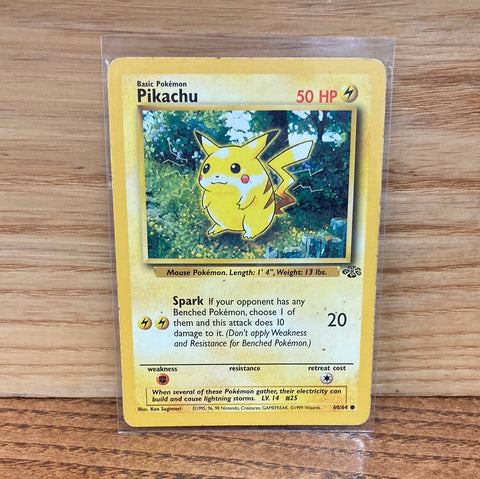 Basic Pokémon
Pikachu
50 HP
Mouse Pokémon. Length: 1' 4", Weight: 13 lbs.
Spark If your opponent has any
Benched Pokémon, choose 1 of
them and this attack does 10
damage to it. (Don't apply Weakness
and Resistance for Benched Pokémon.)
20
weakness resistance retreat cost
When several of these Pokémon gather, their electricity can
build and cause lightning storms. LV. 14 #25
Illus. Ken Sugimori ©1995, 96, 98 Nintendo, Creatures, GAMEFREAK. ©1999 Wizards. 60/64